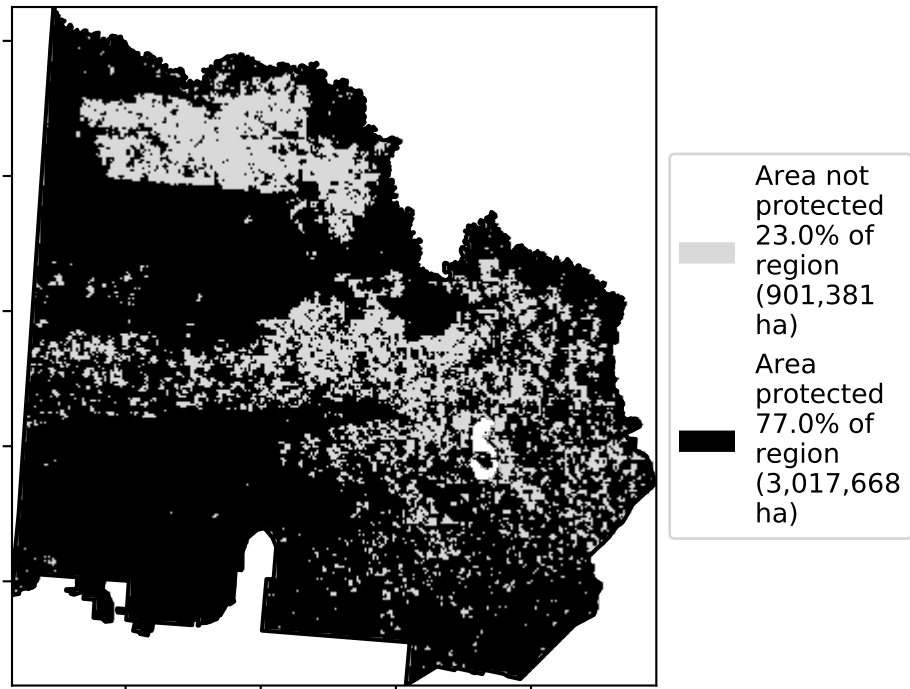 Area not
protected
23.0% of
region
(901,381
ha)
Area
protected
77.0% of
region
(3,017,668
ha)